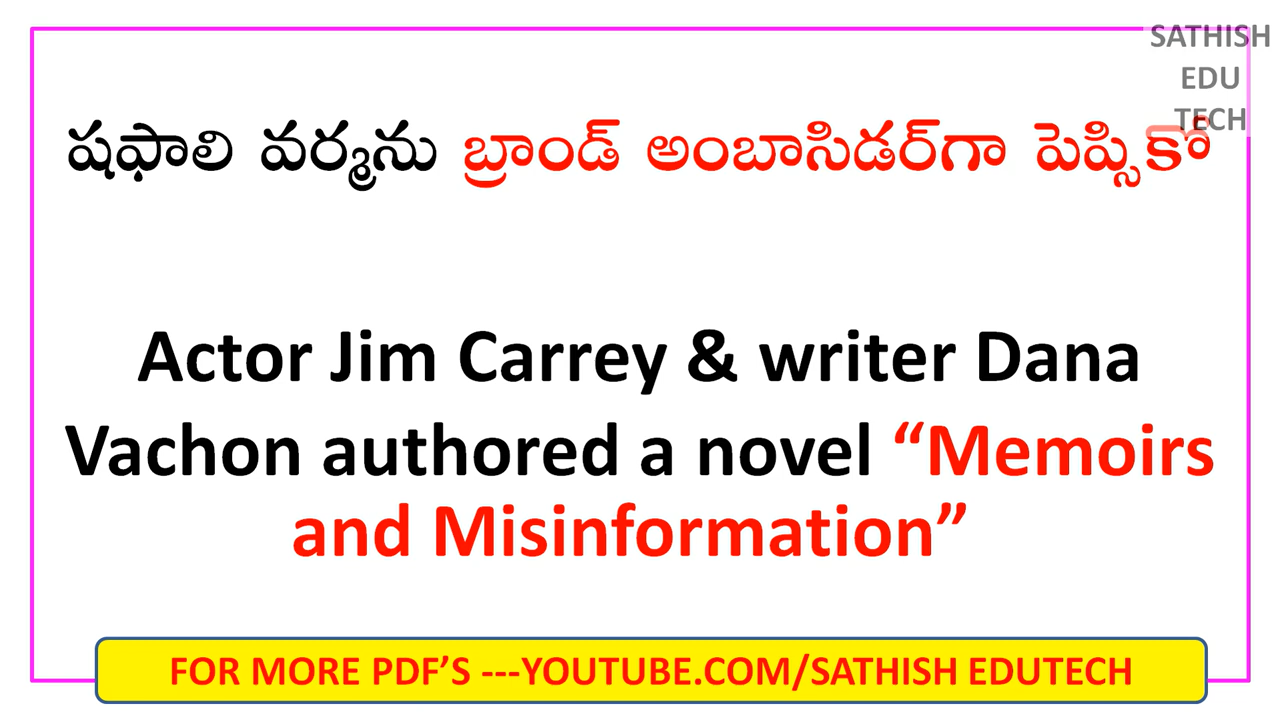 SATHISH
EDU
TECH
షఫాలి వర్మను బ్రాండ్ అంబాసిడర్‌గా పెప్సికో
Actor Jim Carrey & writer Dana
Vachon authored a novel “Memoirs
and Misinformation”
FOR MORE PDF’S ---YOUTUBE.COM/SATHISH EDUTECH